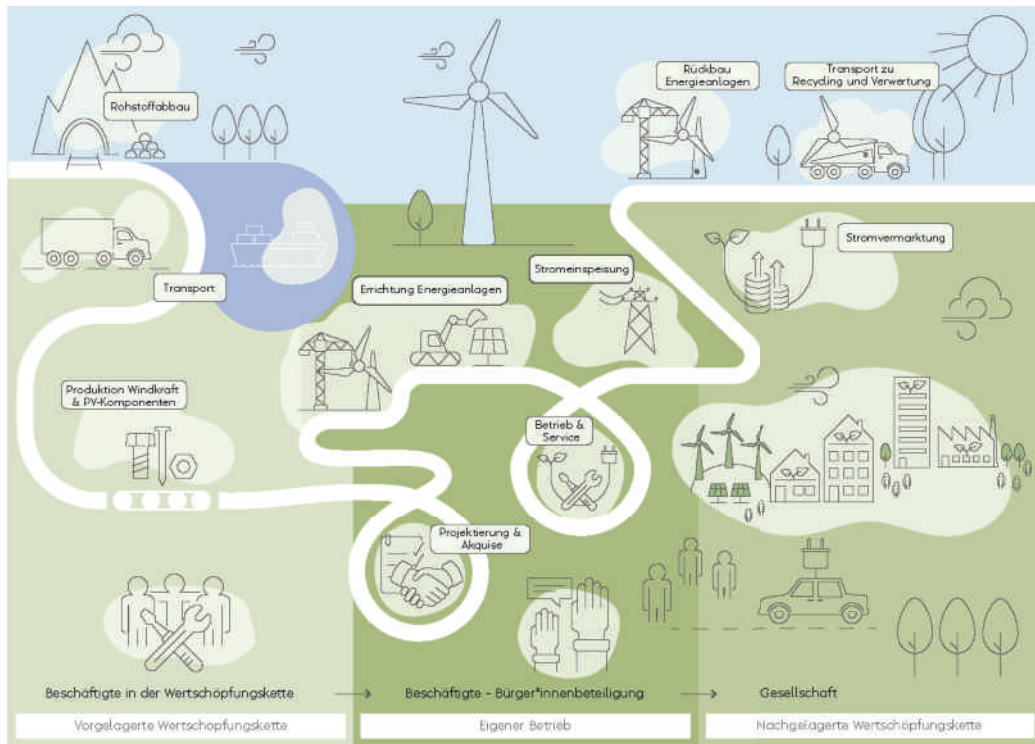 Rohstoffabbau
Rückbau
Energieanlagen
Transport zu
Recycling und Verwertung
Stromvermarktung
Transport
Errichtung Energieanlagen
Stromeinspeisung
Produktion Windkraft
& PV-Komponenten
Betrieb &
Service
Projektierung &
Akquise
Beschäftigte in der Wertschöpfungskette
Beschäftigte - Bürger*innenbeteiligung
Gesellschaft
Vorgelagerte Wertschöpfungskette
Eigener Betrieb
Nachgelagerte Wertschöpfungskette